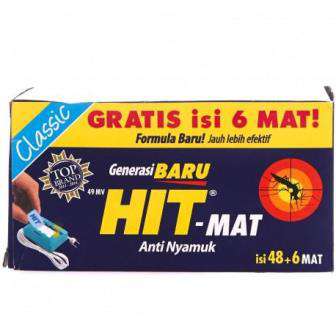 Classic
GRATIS isi 6 MAT!
Formula Baru! Jauh lebih efektif
Generasi BARU
TOP
BRAND
49 MV
HIT-MAT
®
Anti Nyamuk
HIT
isi 48+6 MAT